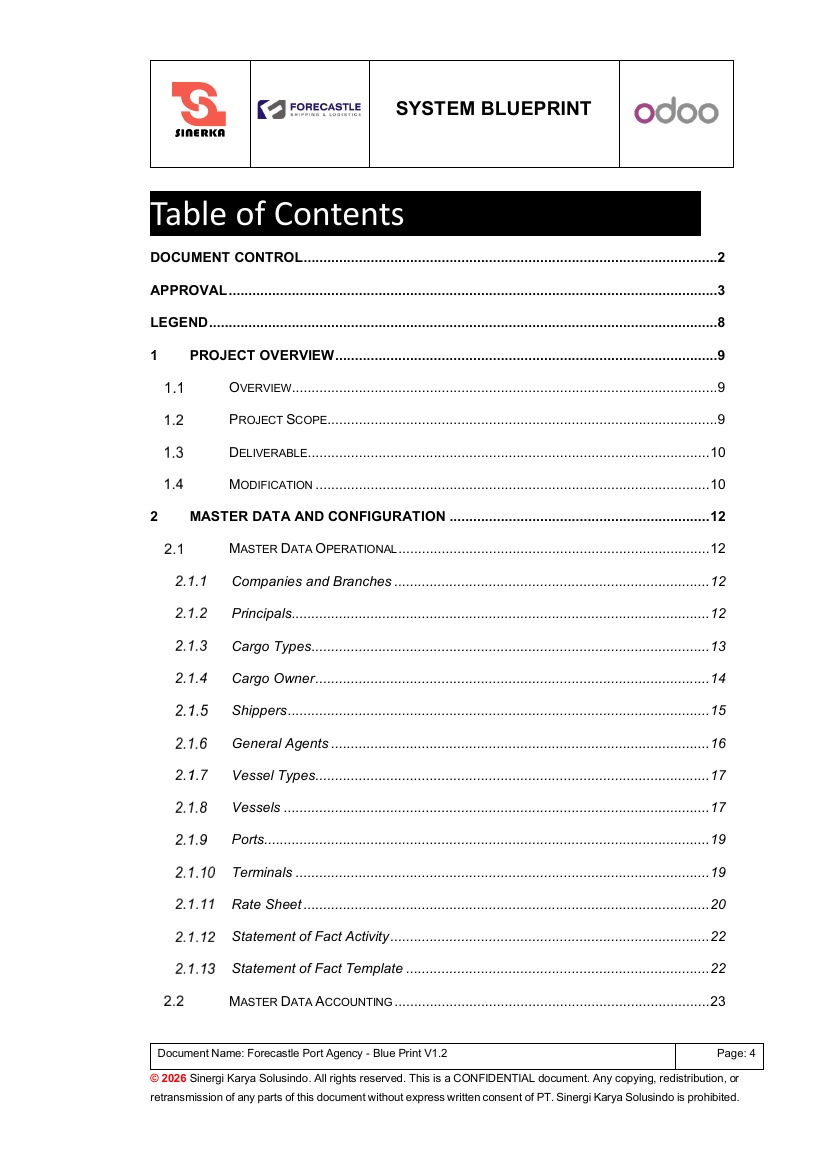 SINERKA
FORECASTLE
SHIPPING & LOGISTICS
SYSTEM BLUEPRINT
odoo
Table of Contents
DOCUMENT CONTROL...2
APPROVAL...3
LEGEND...8
1 PROJECT OVERVIEW...9
1.1 OVERVIEW...9
1.2 PROJECT SCOPE...9
1.3 DELIVERABLE...10
1.4 MODIFICATION...10
2 MASTER DATA AND CONFIGURATION...12
2.1 MASTER DATA OPERATIONAL...12
2.1.1 Companies and Branches...12
2.1.2 Principals...12
2.1.3 Cargo Types...13
2.1.4 Cargo Owner...14
2.1.5 Shippers...15
2.1.6 General Agents...16
2.1.7 Vessel Types...17
2.1.8 Vessels...17
2.1.9 Ports...19
2.1.10 Terminals...19
2.1.11 Rate Sheet...20
2.1.12 Statement of Fact Activity...22
2.1.13 Statement of Fact Template...22
2.2 MASTER DATA ACCOUNTING...23
Document Name: Forecastle Port Agency - Blue Print V1.2 Page: 4
© 2026 Sinergi Karya Solusindo. All rights reserved. This is a CONFIDENTIAL document. Any copying, redistribution, or
retransmission of any parts of this document without express written consent of PT. Sinergi Karya Solusindo is prohibited.